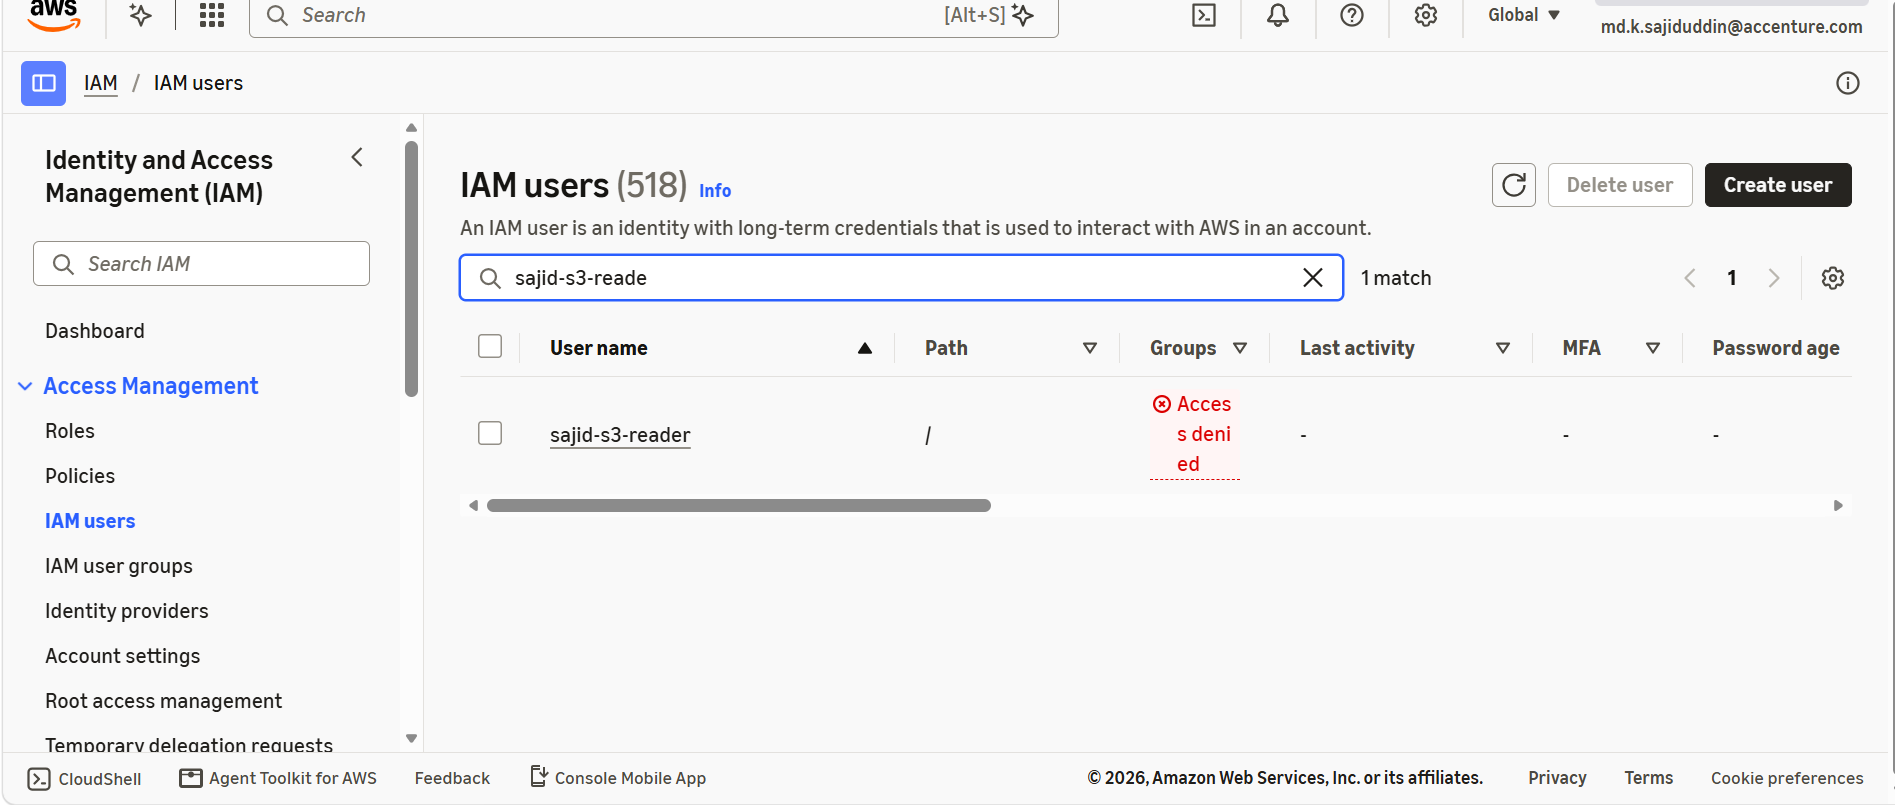 aws
Search
[Alt+S]
Global
md.k.sajiduddin@accenture.com
IAM / IAM users
Identity and Access
Management (IAM)
Search IAM
Dashboard
Access Management
Roles
Policies
IAM users
IAM user groups
Identity providers
Account settings
Root access management
Temporary delegation requests
IAM users (518) Info
Delete user
Create user
An IAM user is an identity with long-term credentials that is used to interact with AWS in an account.
sajid-s3-reade
1 match
1
User name Path Groups Last activity MFA Password age
sajid-s3-reader / Acces
s deni
ed - - -
CloudShell Agent Toolkit for AWS Feedback Console Mobile App © 2026, Amazon Web Services, Inc. or its affiliates. Privacy Terms Cookie preferences